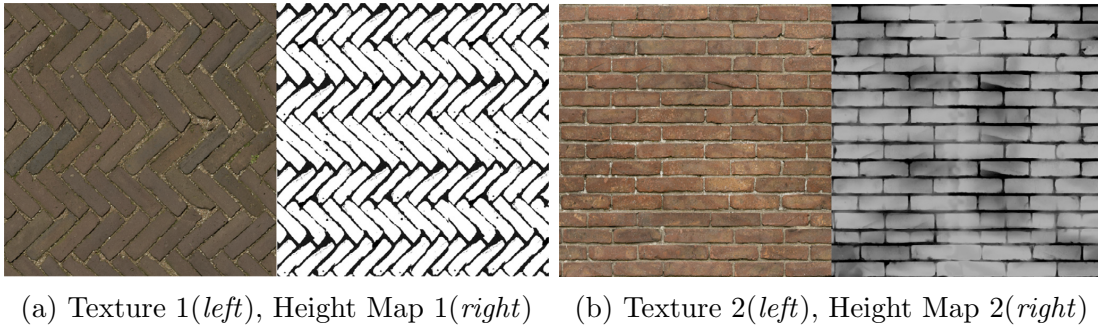 (a) Texture 1(left), Height Map 1(right)
(b) Texture 2(left), Height Map 2(right)